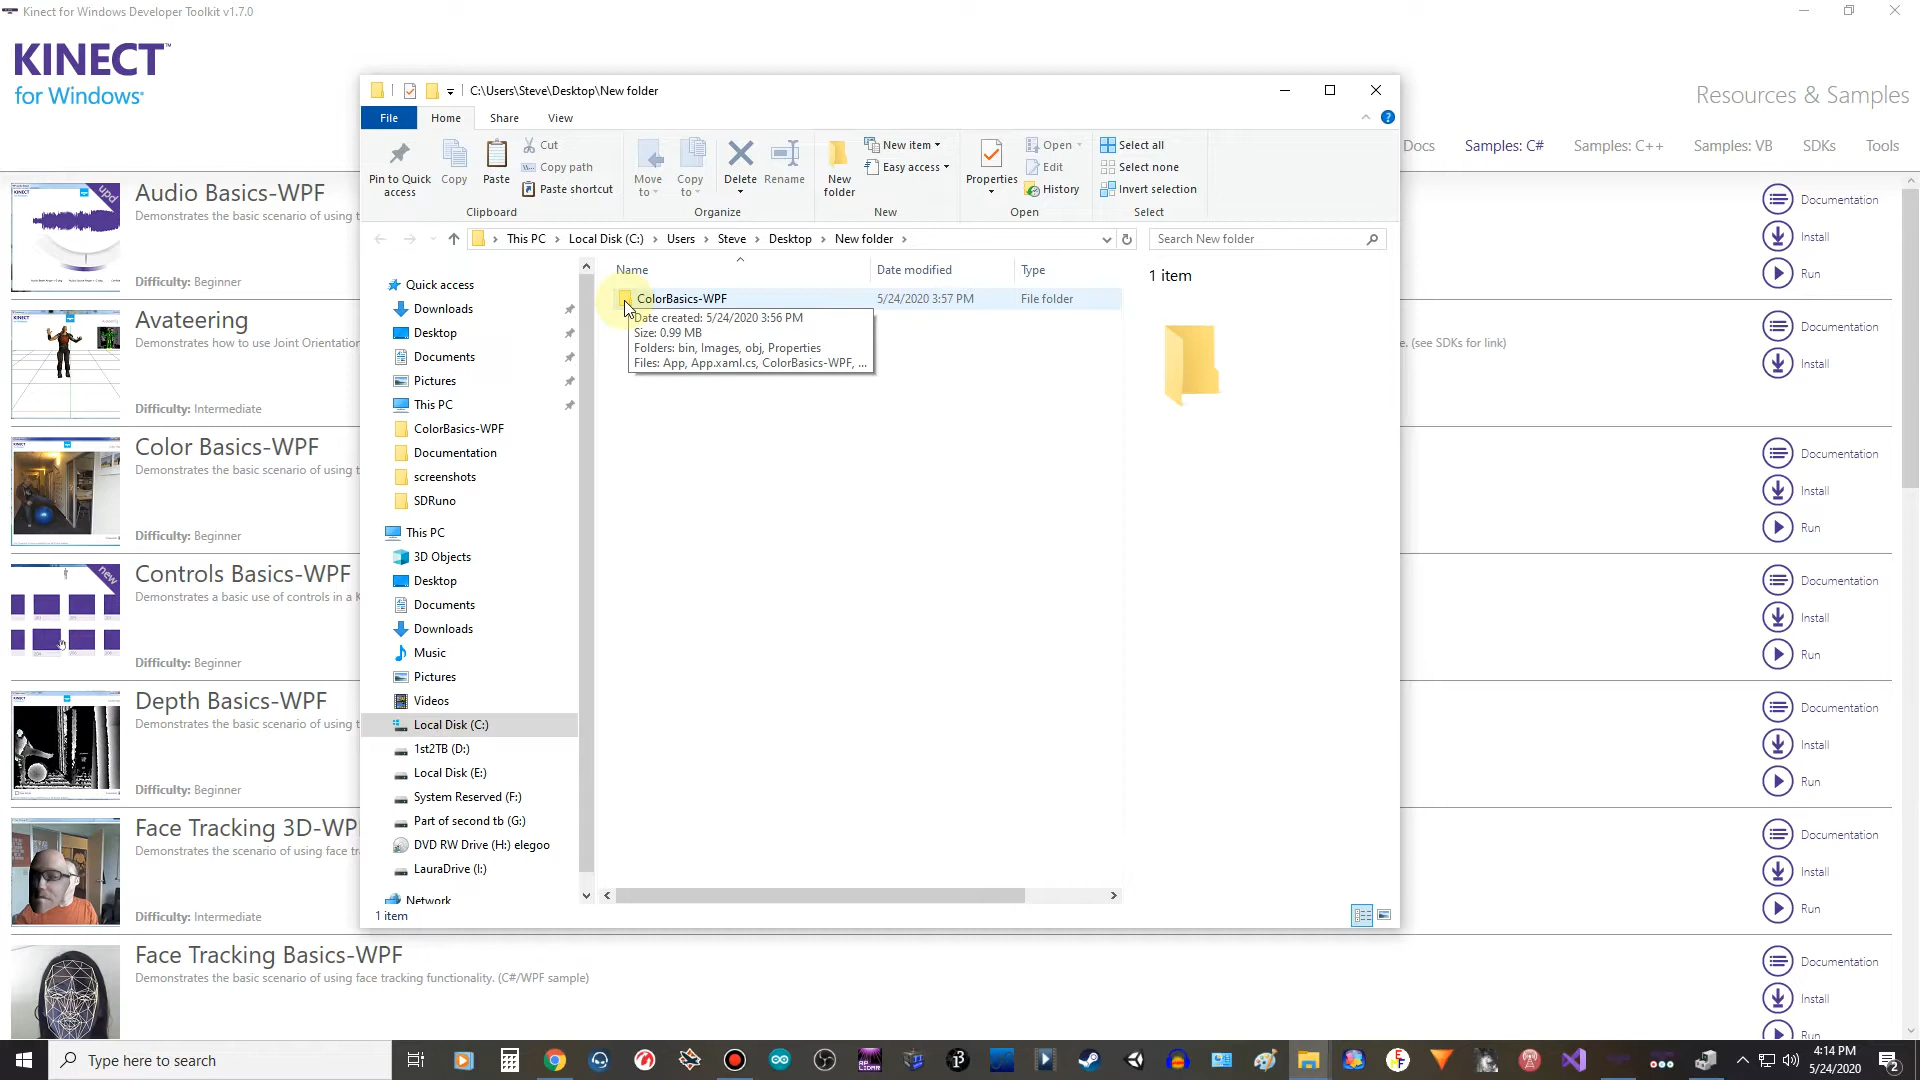 Kinect for Windows Developer Toolkit v1.7.0
KINECT™
for Windows
Resources & Samples
Docs Samples: C# Samples: C++ Samples: VB SDKs Tools
C:\Users\Steve\Desktop\New folder
File Home Share View
Pin to Quick access
Copy
Paste
Cut
Copy path
Paste shortcut
Clipboard
Move to
Copy to
Delete
Rename
Organize
New folder
New item
Easy access
New
Properties
Open
Edit
History
Open
Select all
Select none
Invert selection
Select
This PC > Local Disk (C:) > Users > Steve > Desktop > New folder >
Search New folder
Quick access
Downloads
Desktop
Documents
Pictures
This PC
ColorBasics-WPF
Documentation
screenshots
SDRuno
This PC
3D Objects
Desktop
Documents
Downloads
Music
Pictures
Videos
Local Disk (C:)
1st2TB (D:)
Local Disk (E:)
System Reserved (F:)
Part of second tb (G:)
DVD RW Drive (H:) elegoo
LauraDrive (I:)
Network
1 item
Name Date modified Type
ColorBasics-WPF 5/24/2020 3:57 PM File folder
Date created: 5/24/2020 3:56 PM
Size: 0.99 MB
Folders: bin, Images, obj, Properties
Files: App, App.xaml.cs, ColorBasics-WPF, ...
1 item
upd
Audio Basics-WPF
Demonstrates the basic scenario of using t
Difficulty: Beginner
Documentation
Install
Run
Avateering
Demonstrates how to use Joint Orientation
e. (see SDKs for link)
Difficulty: Intermediate
Documentation
Install
Color Basics-WPF
Demonstrates the basic scenario of using t
Difficulty: Beginner
Documentation
Install
Run
new
Controls Basics-WPF
Demonstrates a basic use of controls in a K
Difficulty: Beginner
Documentation
Install
Run
Depth Basics-WPF
Demonstrates the basic scenario of using t
Difficulty: Beginner
Documentation
Install
Run
Face Tracking 3D-WP
Demonstrates the scenario of using face tr
Difficulty: Intermediate
Documentation
Install
Run
Face Tracking Basics-WPF
Demonstrates the basic scenario of using face tracking functionality. (C#/WPF sample)
Documentation
Install
Run
Type here to search
4:14 PM
5/24/2020
2